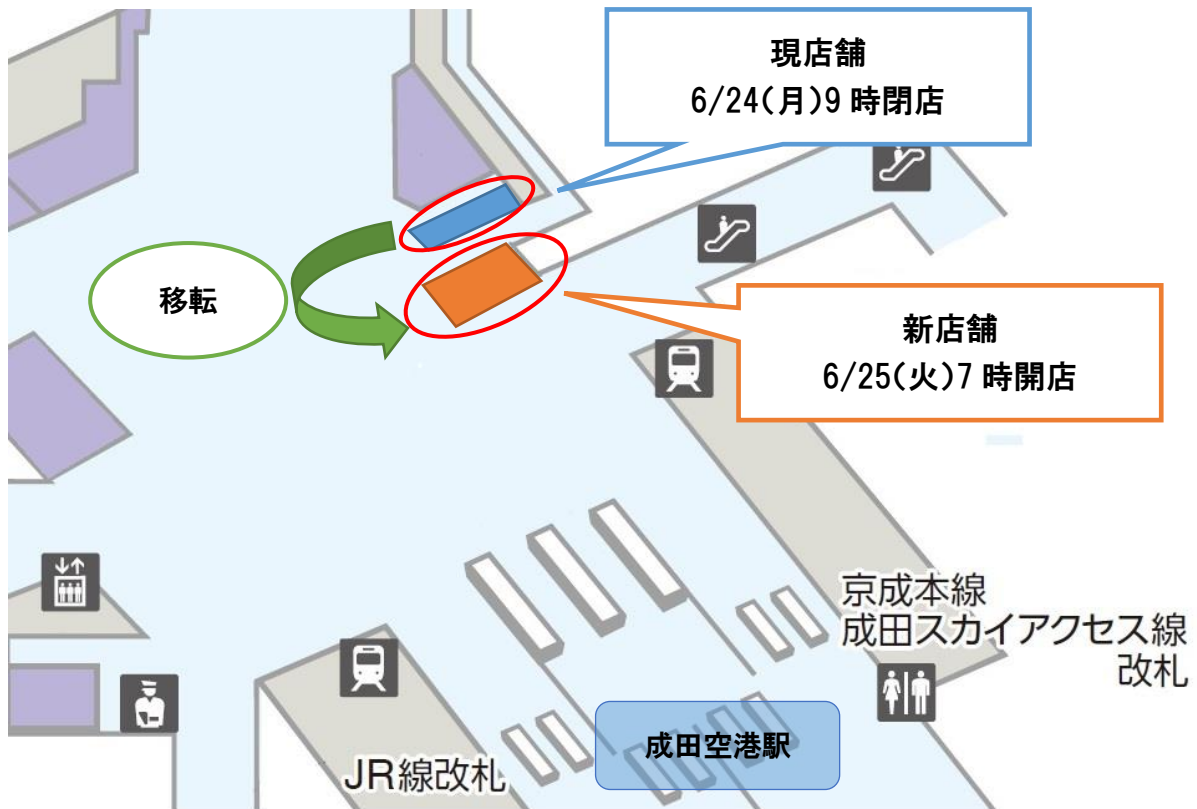 現店舗
6/24(月)9時閉店
移転
新店舗
6/25(火)7時開店
京成本線
成田スカイアクセス線
改札
成田空港駅
JR線改札